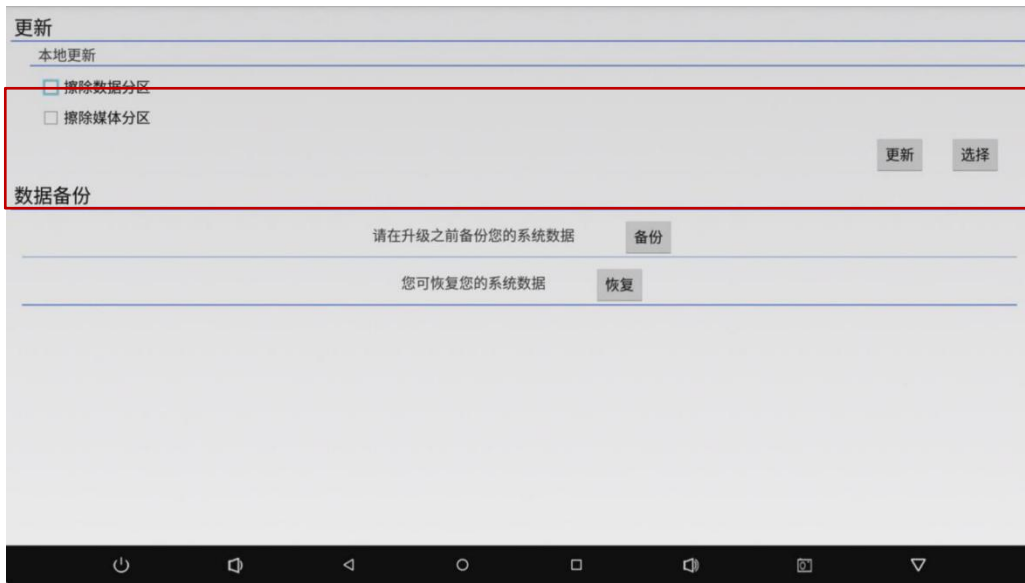 更新
本地更新
擦除数据分区
擦除媒体分区
更新 选择
数据备份
请在升级之前备份您的系统数据 备份
您可恢复您的系统数据 恢复